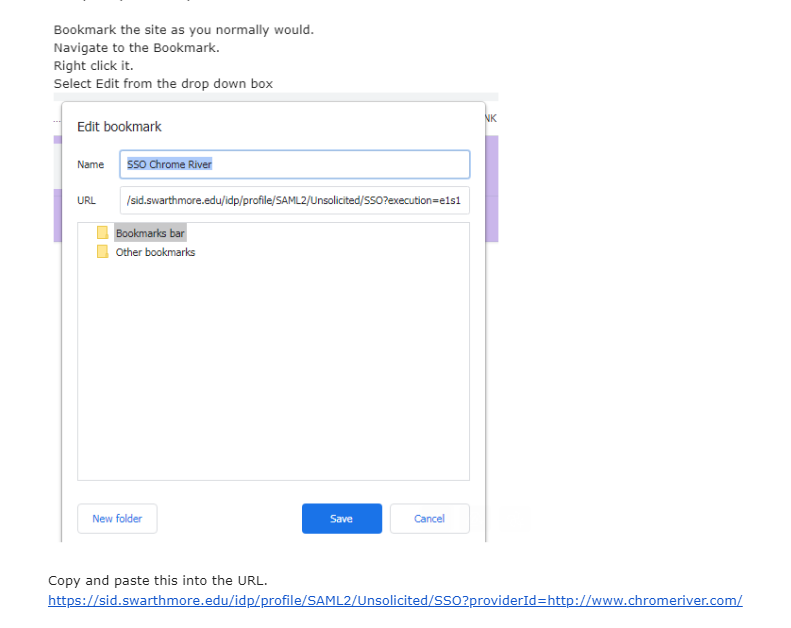 Bookmark the site as you normally would.
Navigate to the Bookmark.
Right click it.
Select Edit from the drop down box
... NK
Edit bookmark
Name SSO Chrome River
URL /sid.swarthmore.edu/idp/profile/SAML2/Unsolicited/SSO?execution=e1s1
Bookmarks bar
Other bookmarks
New folder Save Cancel
Copy and paste this into the URL.
https://sid.swarthmore.edu/idp/profile/SAML2/Unsolicited/SSO?providerId=http://www.chromeriver.com/